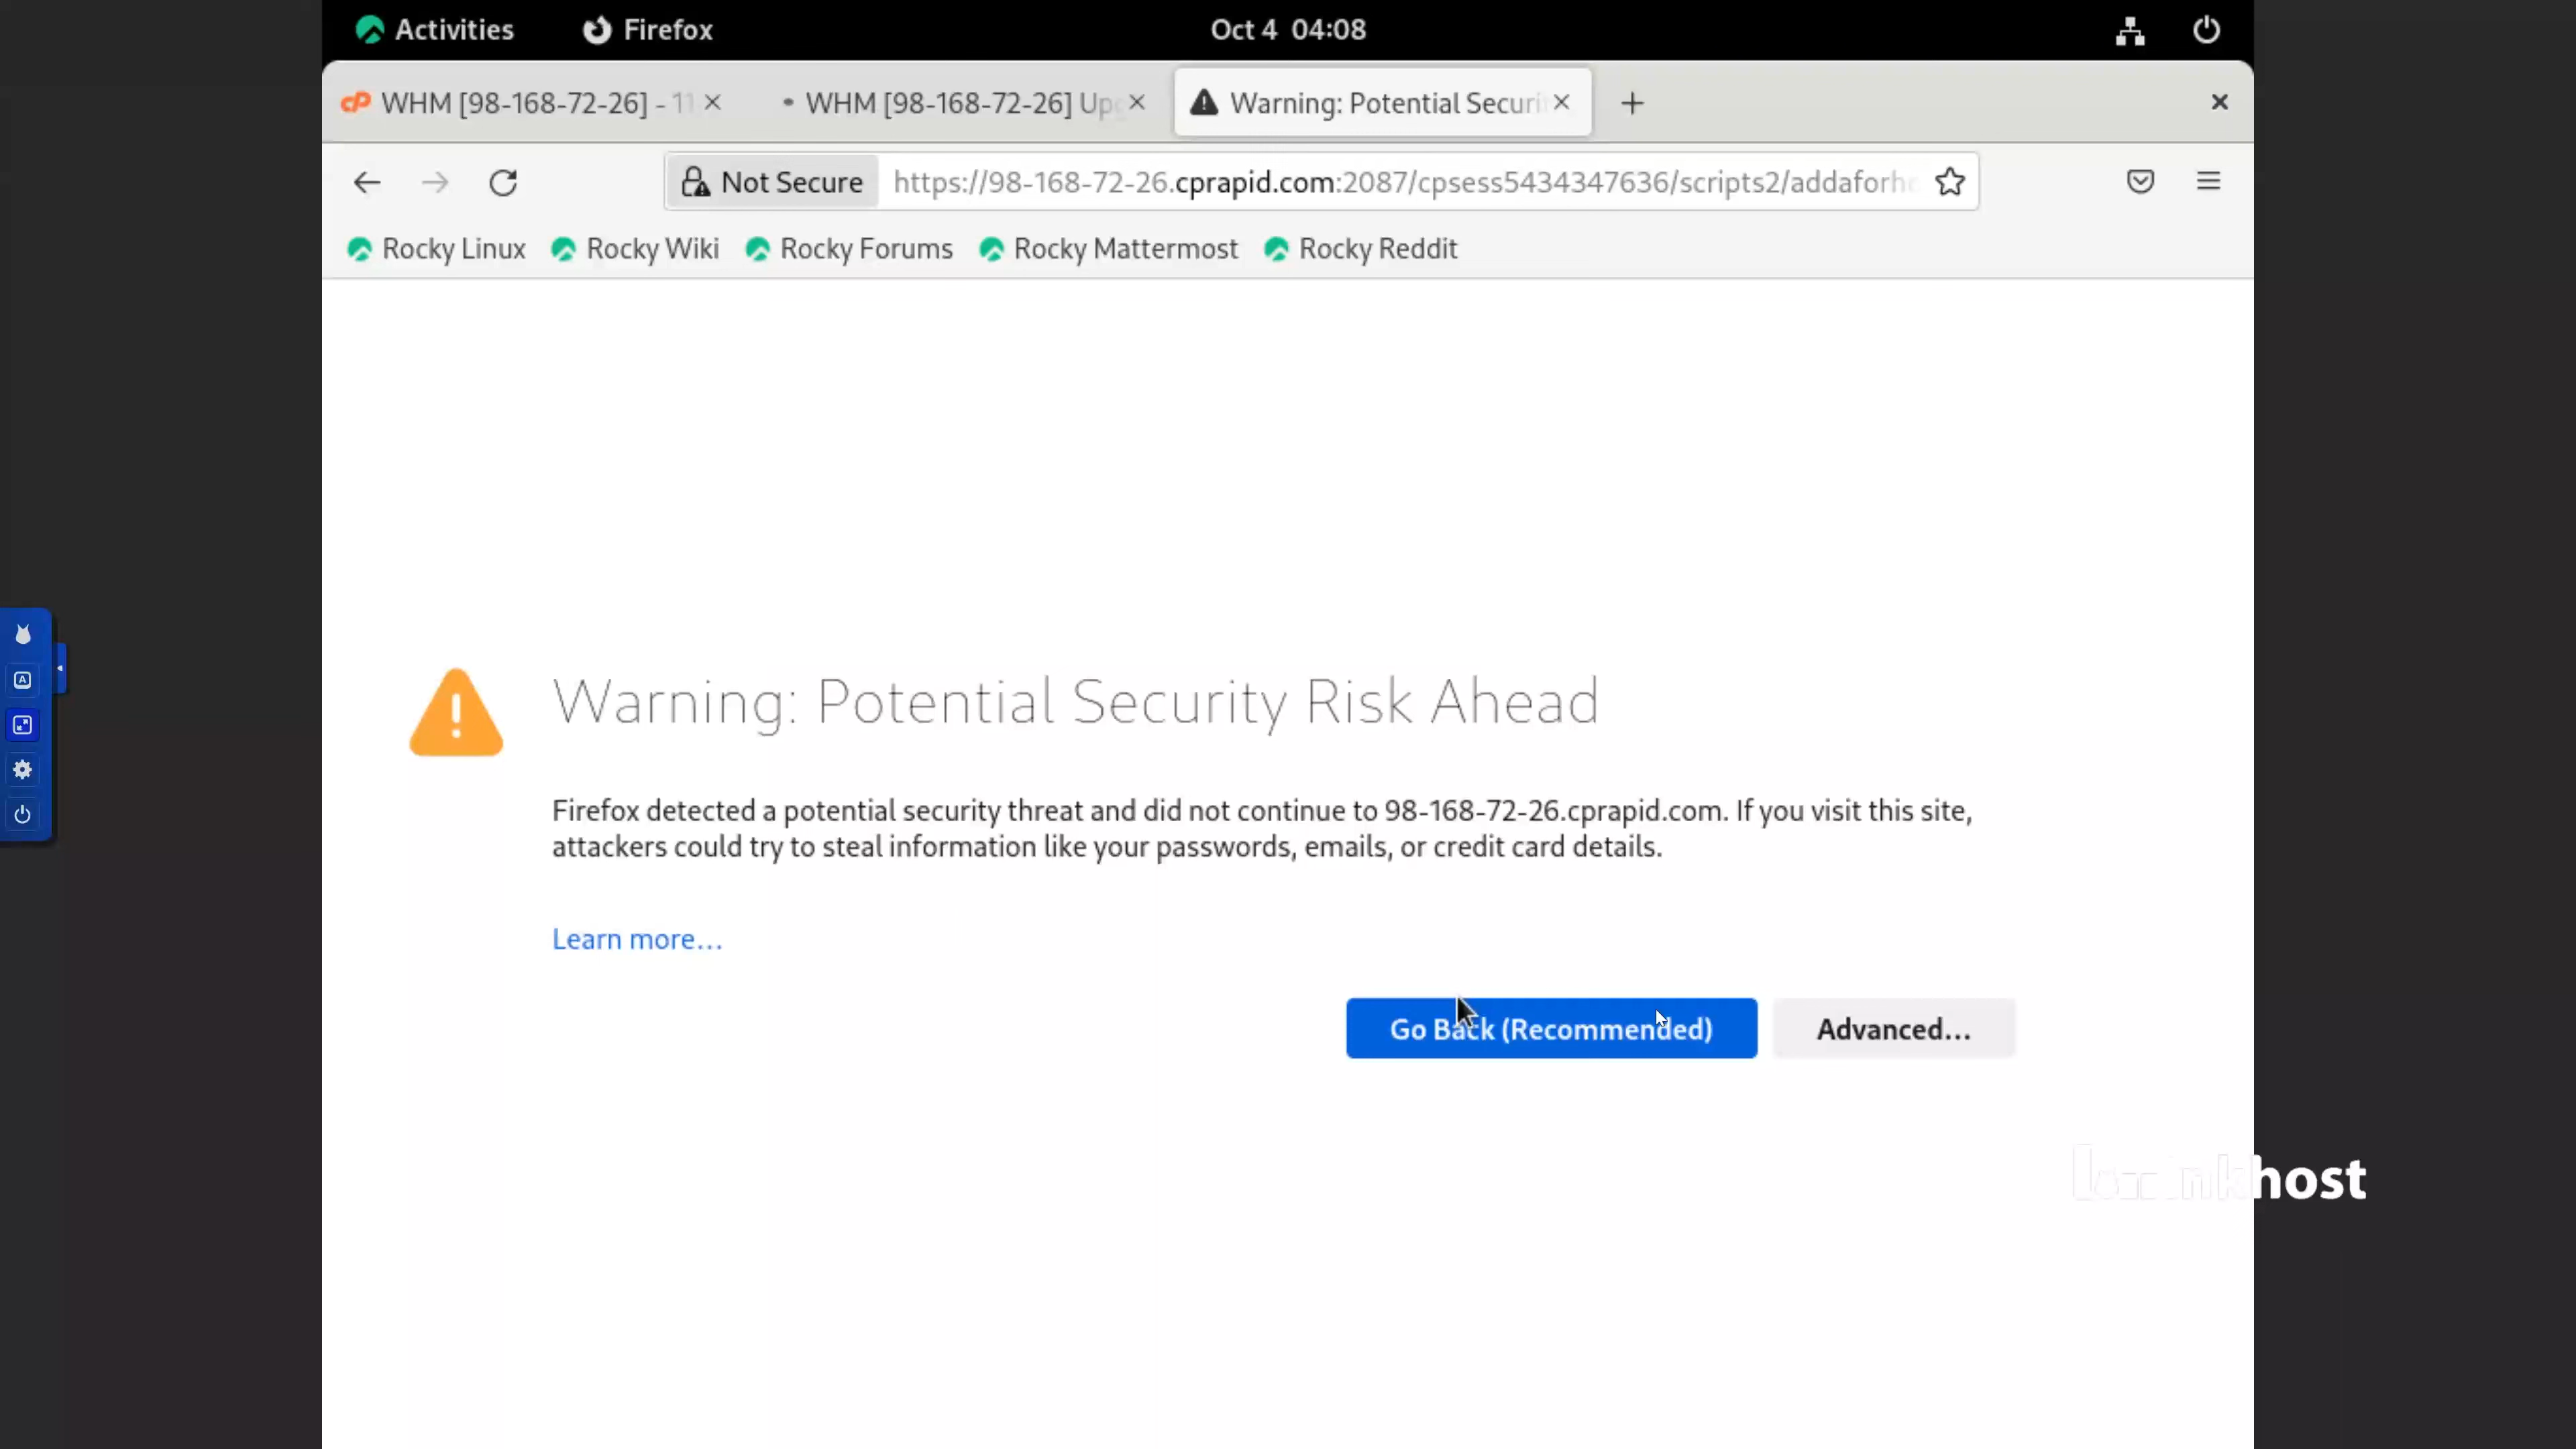 Activities
Firefox
Oct 4 04:08
WHM [98-168-72-26] - 11
WHM [98-168-72-26] Upg
Warning: Potential Securi
Not Secure
https://98-168-72-26.cprapid.com:2087/cpsess5434347636/scripts2/addaforho
Rocky Linux
Rocky Wiki
Rocky Forums
Rocky Mattermost
Rocky Reddit
Warning: Potential Security Risk Ahead
Firefox detected a potential security threat and did not continue to 98-168-72-26.cprapid.com. If you visit this site,
attackers could try to steal information like your passwords, emails, or credit card details.
Learn more...
Go Back (Recommended)
Advanced...
host